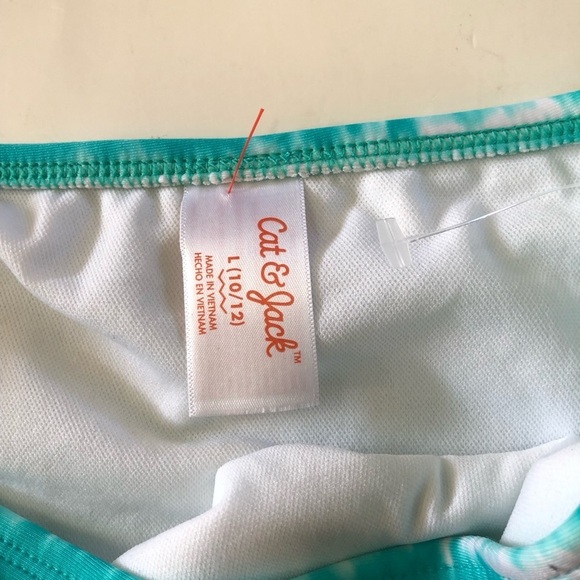 Cat & Jack™
L (10/12)
MADE IN VIETNAM
HECHO EN VIETNAM